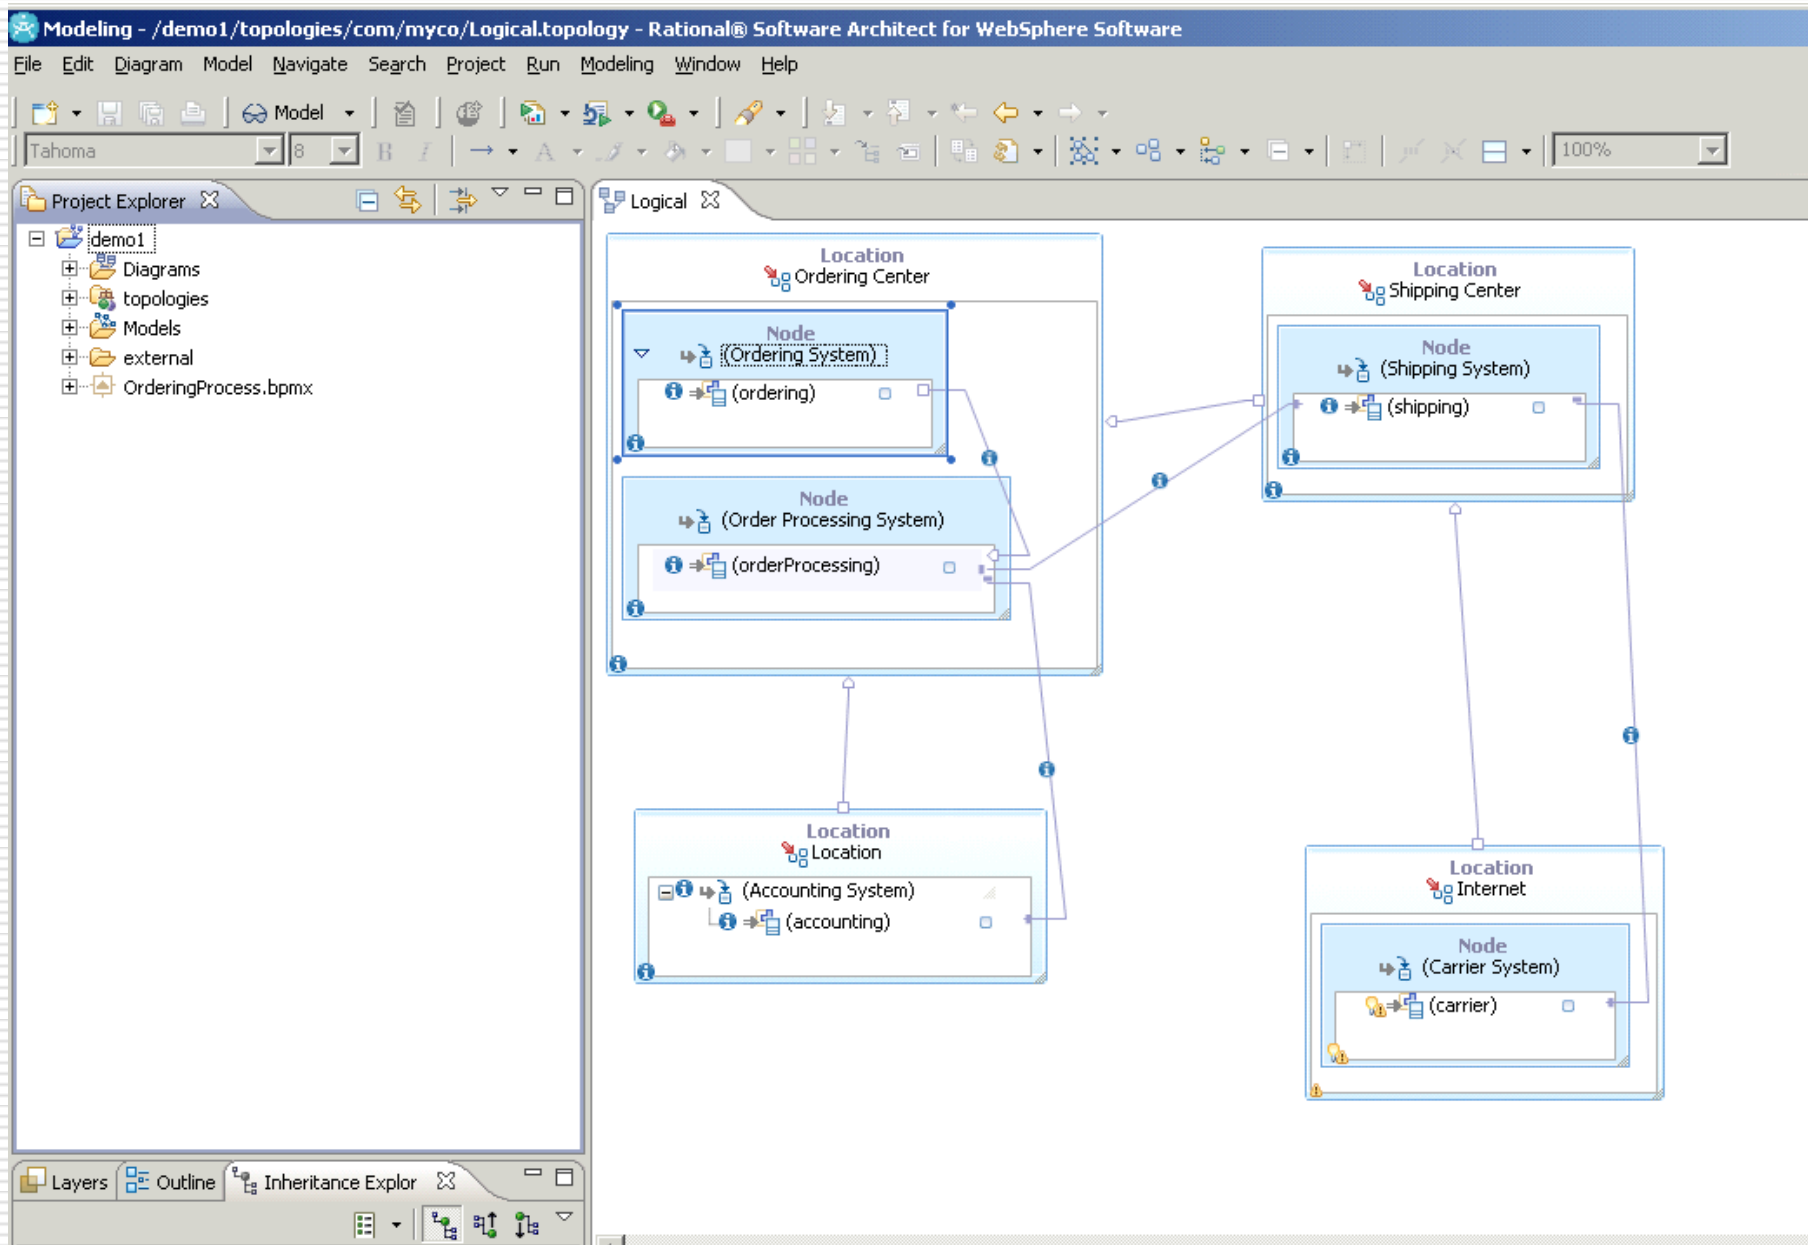 Modeling - /demo1/topologies/com/myco/Logical.topology - Rational® Software Architect for WebSphere Software
File Edit Diagram Model Navigate Search Project Run Modeling Window Help
Model
Tahoma 8 B I A 100%
Project Explorer
demo1
Diagrams
topologies
Models
external
OrderingProcess.bpmx
Layers Outline Inheritance Explor
Logical
Location
Ordering Center
Node
(Ordering System)
(ordering)
Node
(Order Processing System)
(orderProcessing)
Location
Shipping Center
Node
(Shipping System)
(shipping)
Location
Location
(Accounting System)
(accounting)
Location
Internet
Node
(Carrier System)
(carrier)